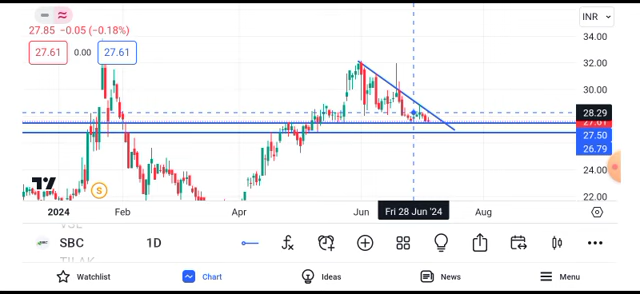 INR
27.85 −0.05 (−0.18%)
34.00
27.61 0.00 27.61
32.00
30.00
28.29
27.61
27.50
26.79
24.00
22.00
S
2024 Feb Apr Jun Fri 28 Jun '24 Aug
SBC 1D
Watchlist Chart Ideas News Menu